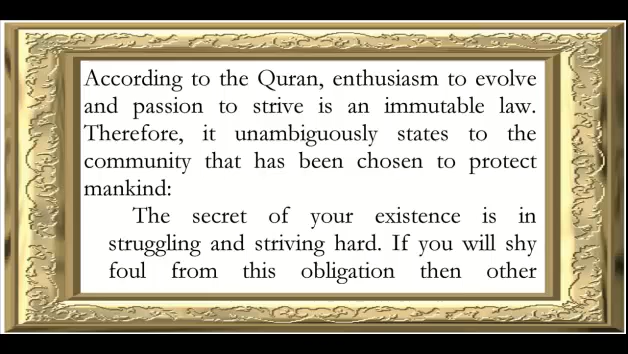 According to the Quran, enthusiasm to evolve
and passion to strive is an immutable law.
Therefore, it unambiguously states to the
community that has been chosen to protect
mankind:
The secret of your existence is in
struggling and striving hard. If you will shy
foul from this obligation then other